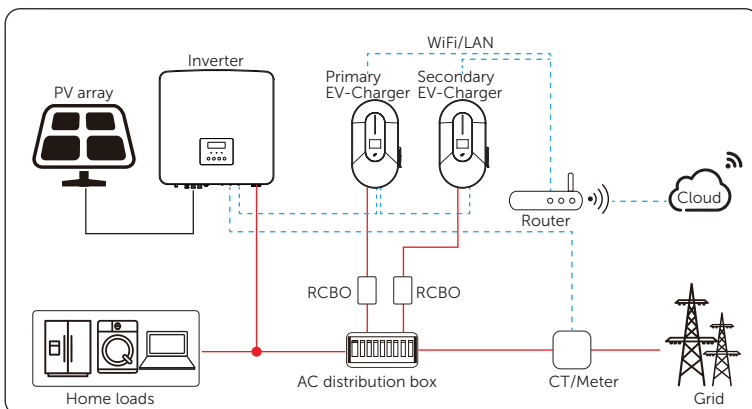 WiFi/LAN
Inverter
PV array
Primary
EV-Charger
Secondary
EV-Charger
Cloud
Router
RCBO
RCBO
AC distribution box
CT/Meter
Home loads
Grid